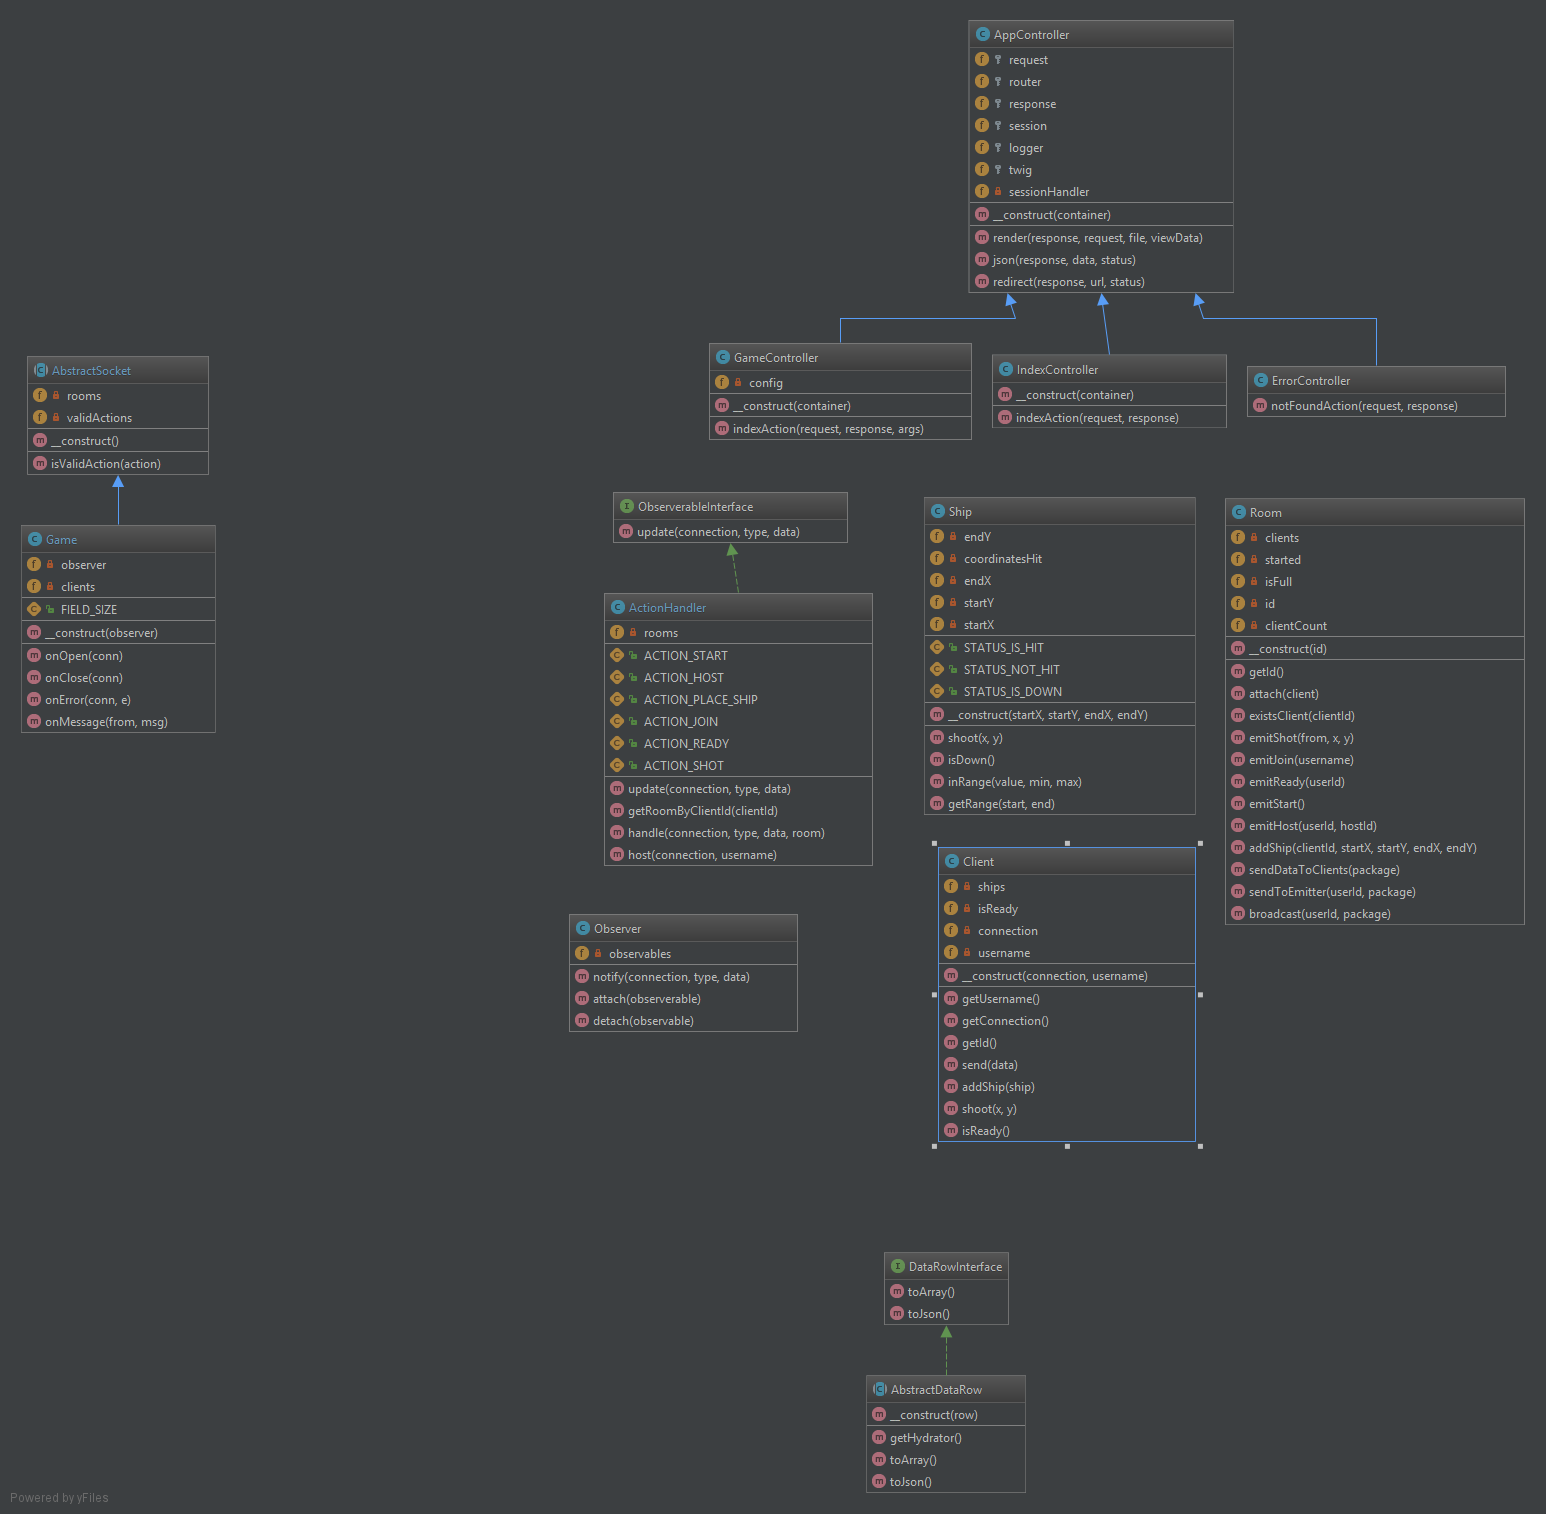 AppController
request
router
response
session
logger
twig
sessionHandler
__construct(container)
render(response, request, file, viewData)
json(response, data, status)
redirect(response, url, status)
GameController
config
__construct(container)
indexAction(request, response, args)
IndexController
__construct(container)
indexAction(request, response)
ErrorController
notFoundAction(request, response)
AbstractSocket
rooms
validActions
__construct()
isValidAction(action)
Game
observer
clients
FIELD_SIZE
__construct(observer)
onOpen(conn)
onClose(conn)
onError(conn, e)
onMessage(from, msg)
ObserverableInterface
update(connection, type, data)
ActionHandler
rooms
ACTION_START
ACTION_HOST
ACTION_PLACE_SHIP
ACTION_JOIN
ACTION_READY
ACTION_SHOT
update(connection, type, data)
getRoomByClientId(clientId)
handle(connection, type, data, room)
host(connection, username)
Observer
observables
notify(connection, type, data)
attach(observable)
detach(observable)
Ship
endY
coordinatesHit
endX
startY
startX
STATUS_IS_HIT
STATUS_NOT_HIT
STATUS_IS_DOWN
__construct(startX, startY, endX, endY)
shoot(x, y)
isDown()
inRange(value, min, max)
getRange(start, end)
Room
clients
started
isFull
id
clientCount
__construct(id)
getId()
attach(client)
existsClient(clientId)
emitShot(from, x, y)
emitJoin(username)
emitReady(userId)
emitStart()
emitHost(userId, hostId)
addShip(clientId, startX, startY, endX, endY)
sendDataToClients(package)
sendToEmitter(userId, package)
broadcast(userId, package)
Client
ships
isReady
connection
username
__construct(connection, username)
getUsername()
getConnection()
getId()
send(data)
addShip(ship)
shoot(x, y)
isReady()
DataRowInterface
toArray()
toJson()
AbstractDataRow
__construct(row)
getHydrator()
toArray()
toJson()
Powered by yFiles